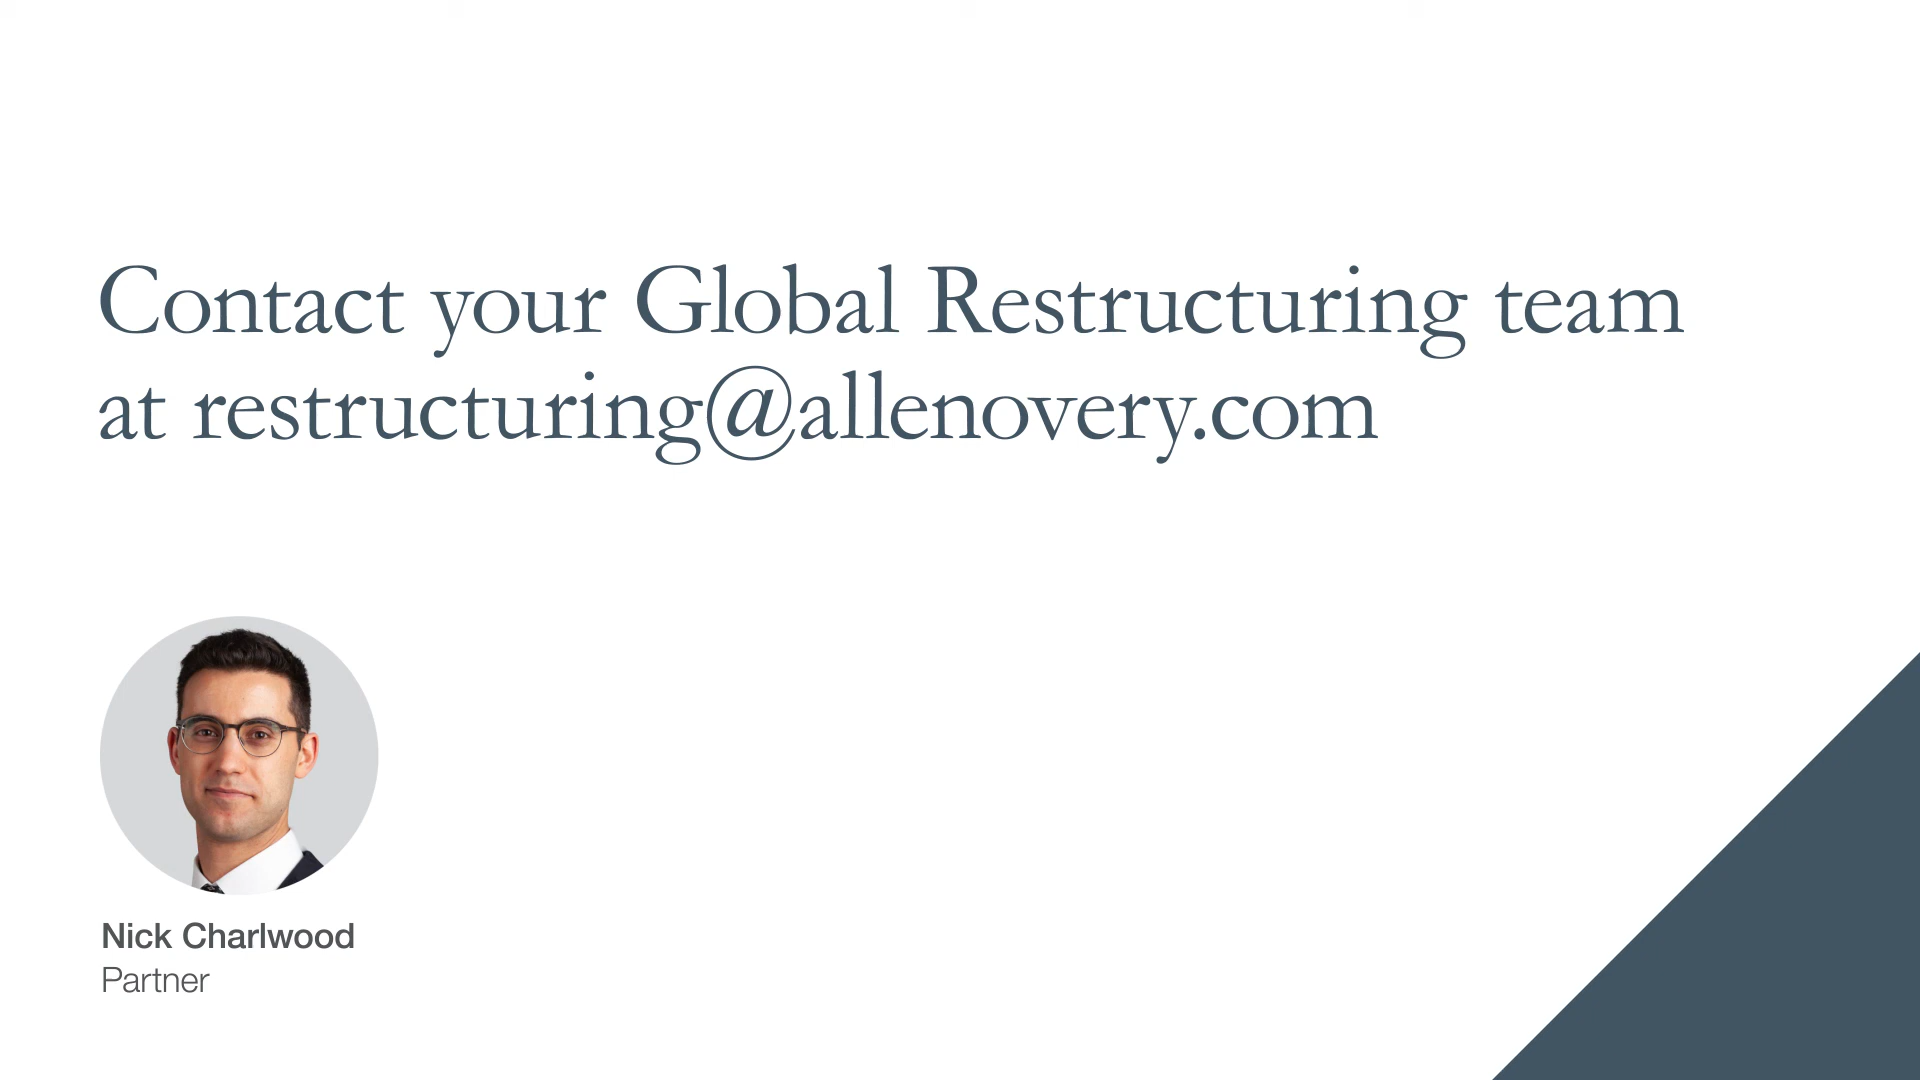 Contact your Global Restructuring team
at restructuring@allenovery.com
Nick Charlwood
Partner